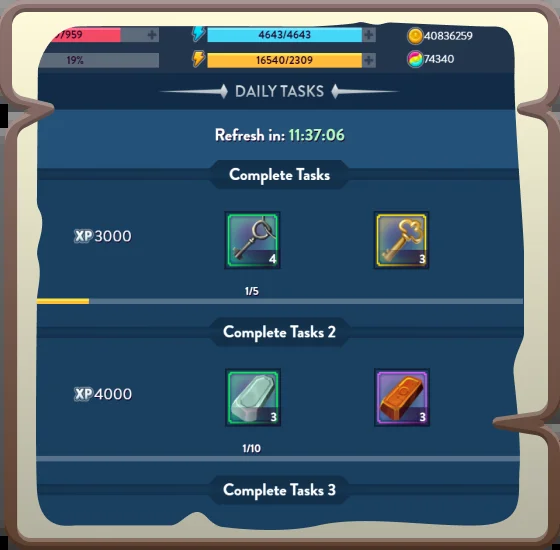 /959
4643/4643
40836259
19%
16540/2309
74340
DAILY TASKS
Refresh in: 11:37:06
Complete Tasks
XP 3000
4
3
1/5
Complete Tasks 2
XP 4000
3
3
1/10
Complete Tasks 3